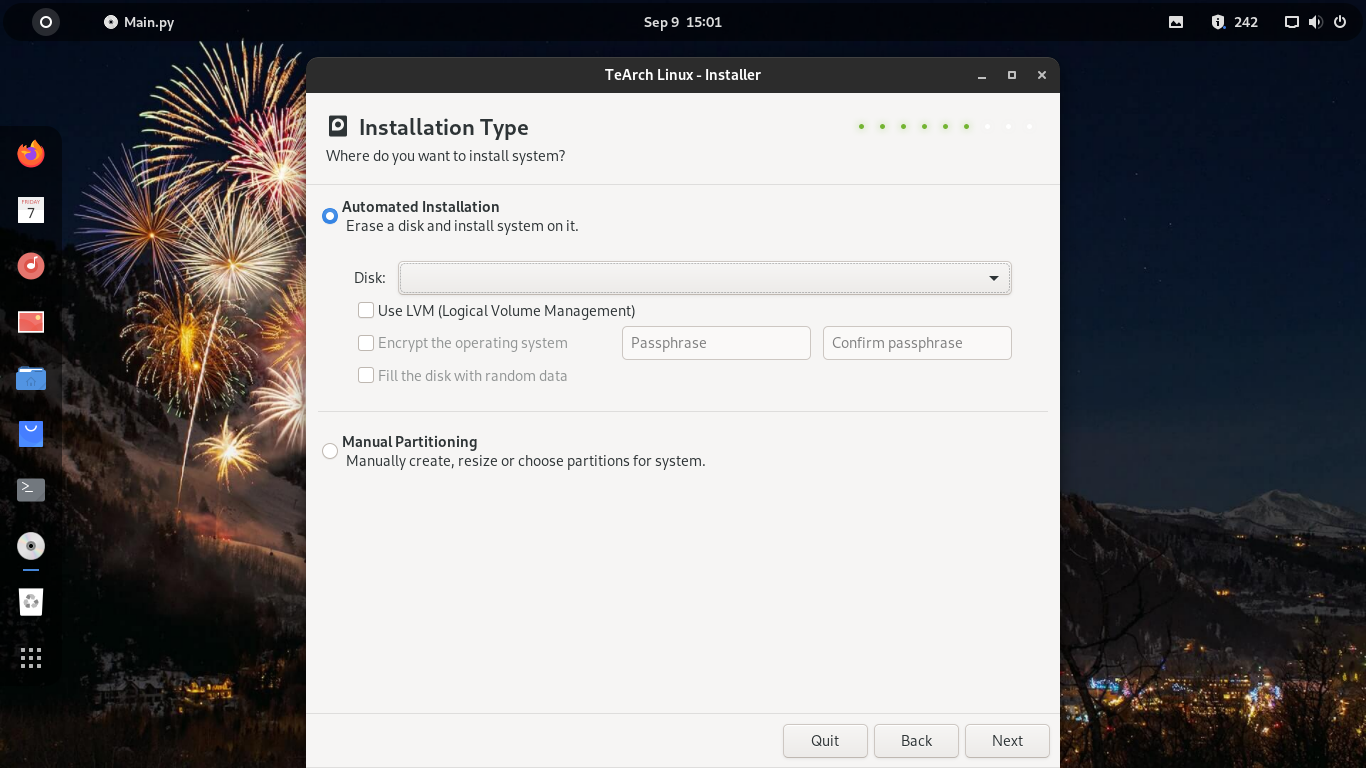 Main.py
Sep 9 15:01
242
TeArch Linux - Installer
Installation Type
Where do you want to install system?
FRIDAY
7
Automated Installation
Erase a disk and install system on it.
Disk:
Use LVM (Logical Volume Management)
Encrypt the operating system Passphrase Confirm passphrase
Fill the disk with random data
Manual Partitioning
Manually create, resize or choose partitions for system.
Quit Back Next